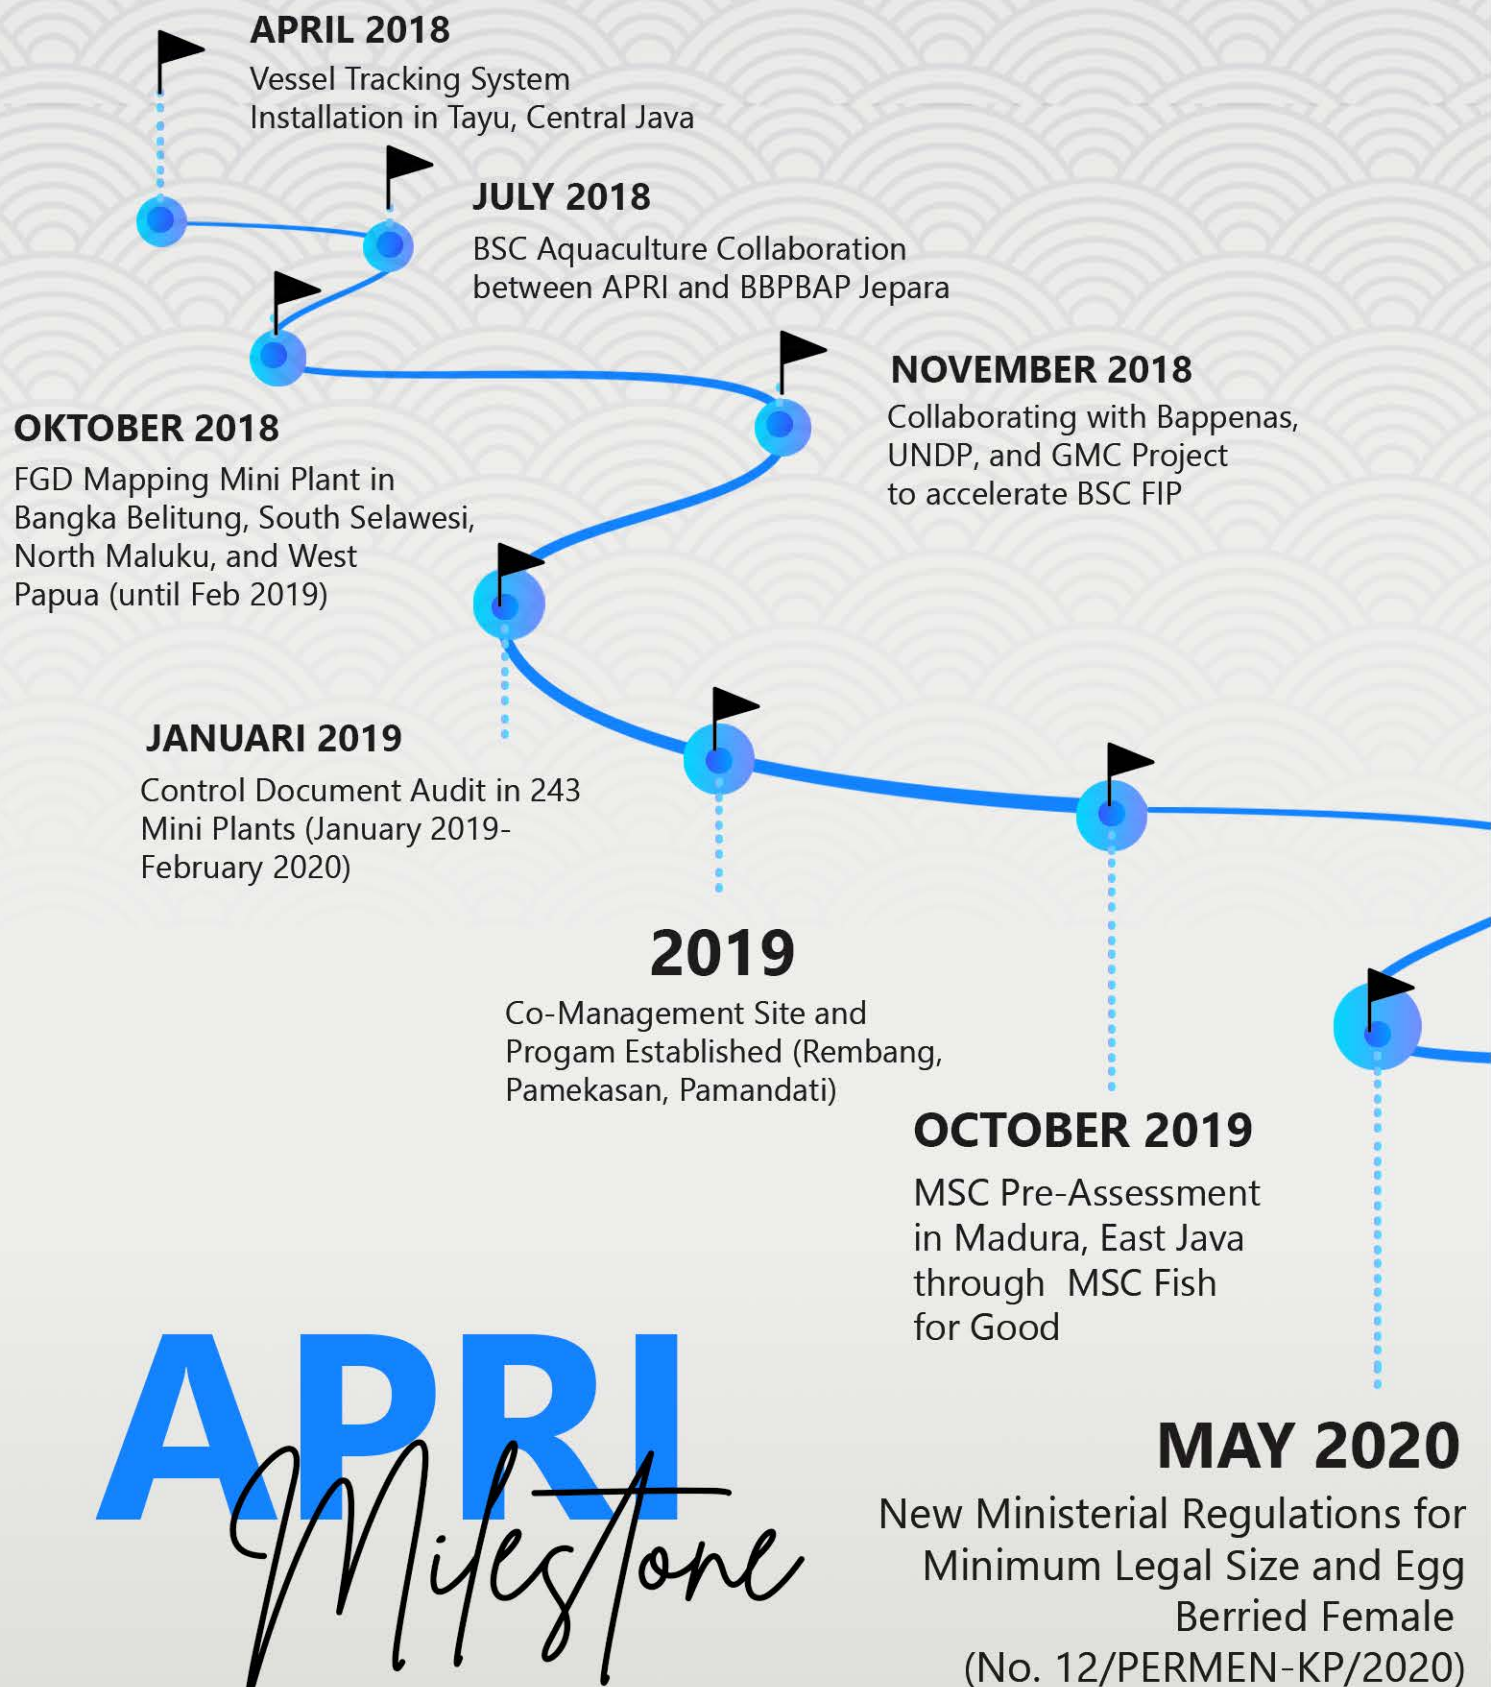 APRIL 2018
Vessel Tracking System
Installation in Tayu, Central Java
JULY 2018
BSC Aquaculture Collaboration
between APRI and BBPBAP Jepara
OKTOBER 2018
FGD Mapping Mini Plant in
Bangka Belitung, South Selawesi,
North Maluku, and West
Papua (until Feb 2019)
NOVEMBER 2018
Collaborating with Bappenas,
UNDP, and GMC Project
to accelerate BSC FIP
JANUARI 2019
Control Document Audit in 243
Mini Plants (January 2019-
February 2020)
2019
Co-Management Site and
Progam Established (Rembang,
Pamekasan, Pamandati)
OCTOBER 2019
MSC Pre-Assessment
in Madura, East Java
through  MSC Fish
for Good
MAY 2020
New Ministerial Regulations for
Minimum Legal Size and Egg
Berried Female
(No. 12/PERMEN-KP/2020)
APRI
Milestone